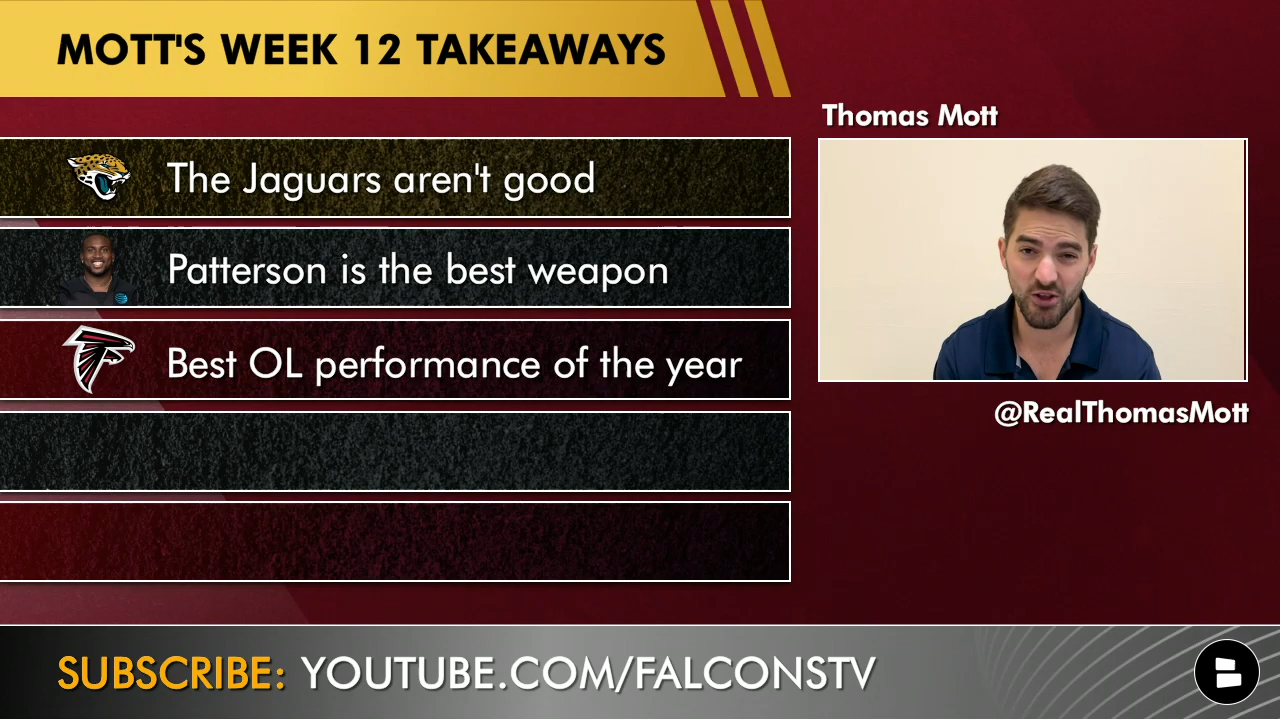 MOTT'S WEEK 12 TAKEAWAYS
Thomas Mott
The Jaguars aren't good
Patterson is the best weapon
Best OL performance of the year
@RealThomasMott
SUBSCRIBE: YOUTUBE.COM/FALCONSTV